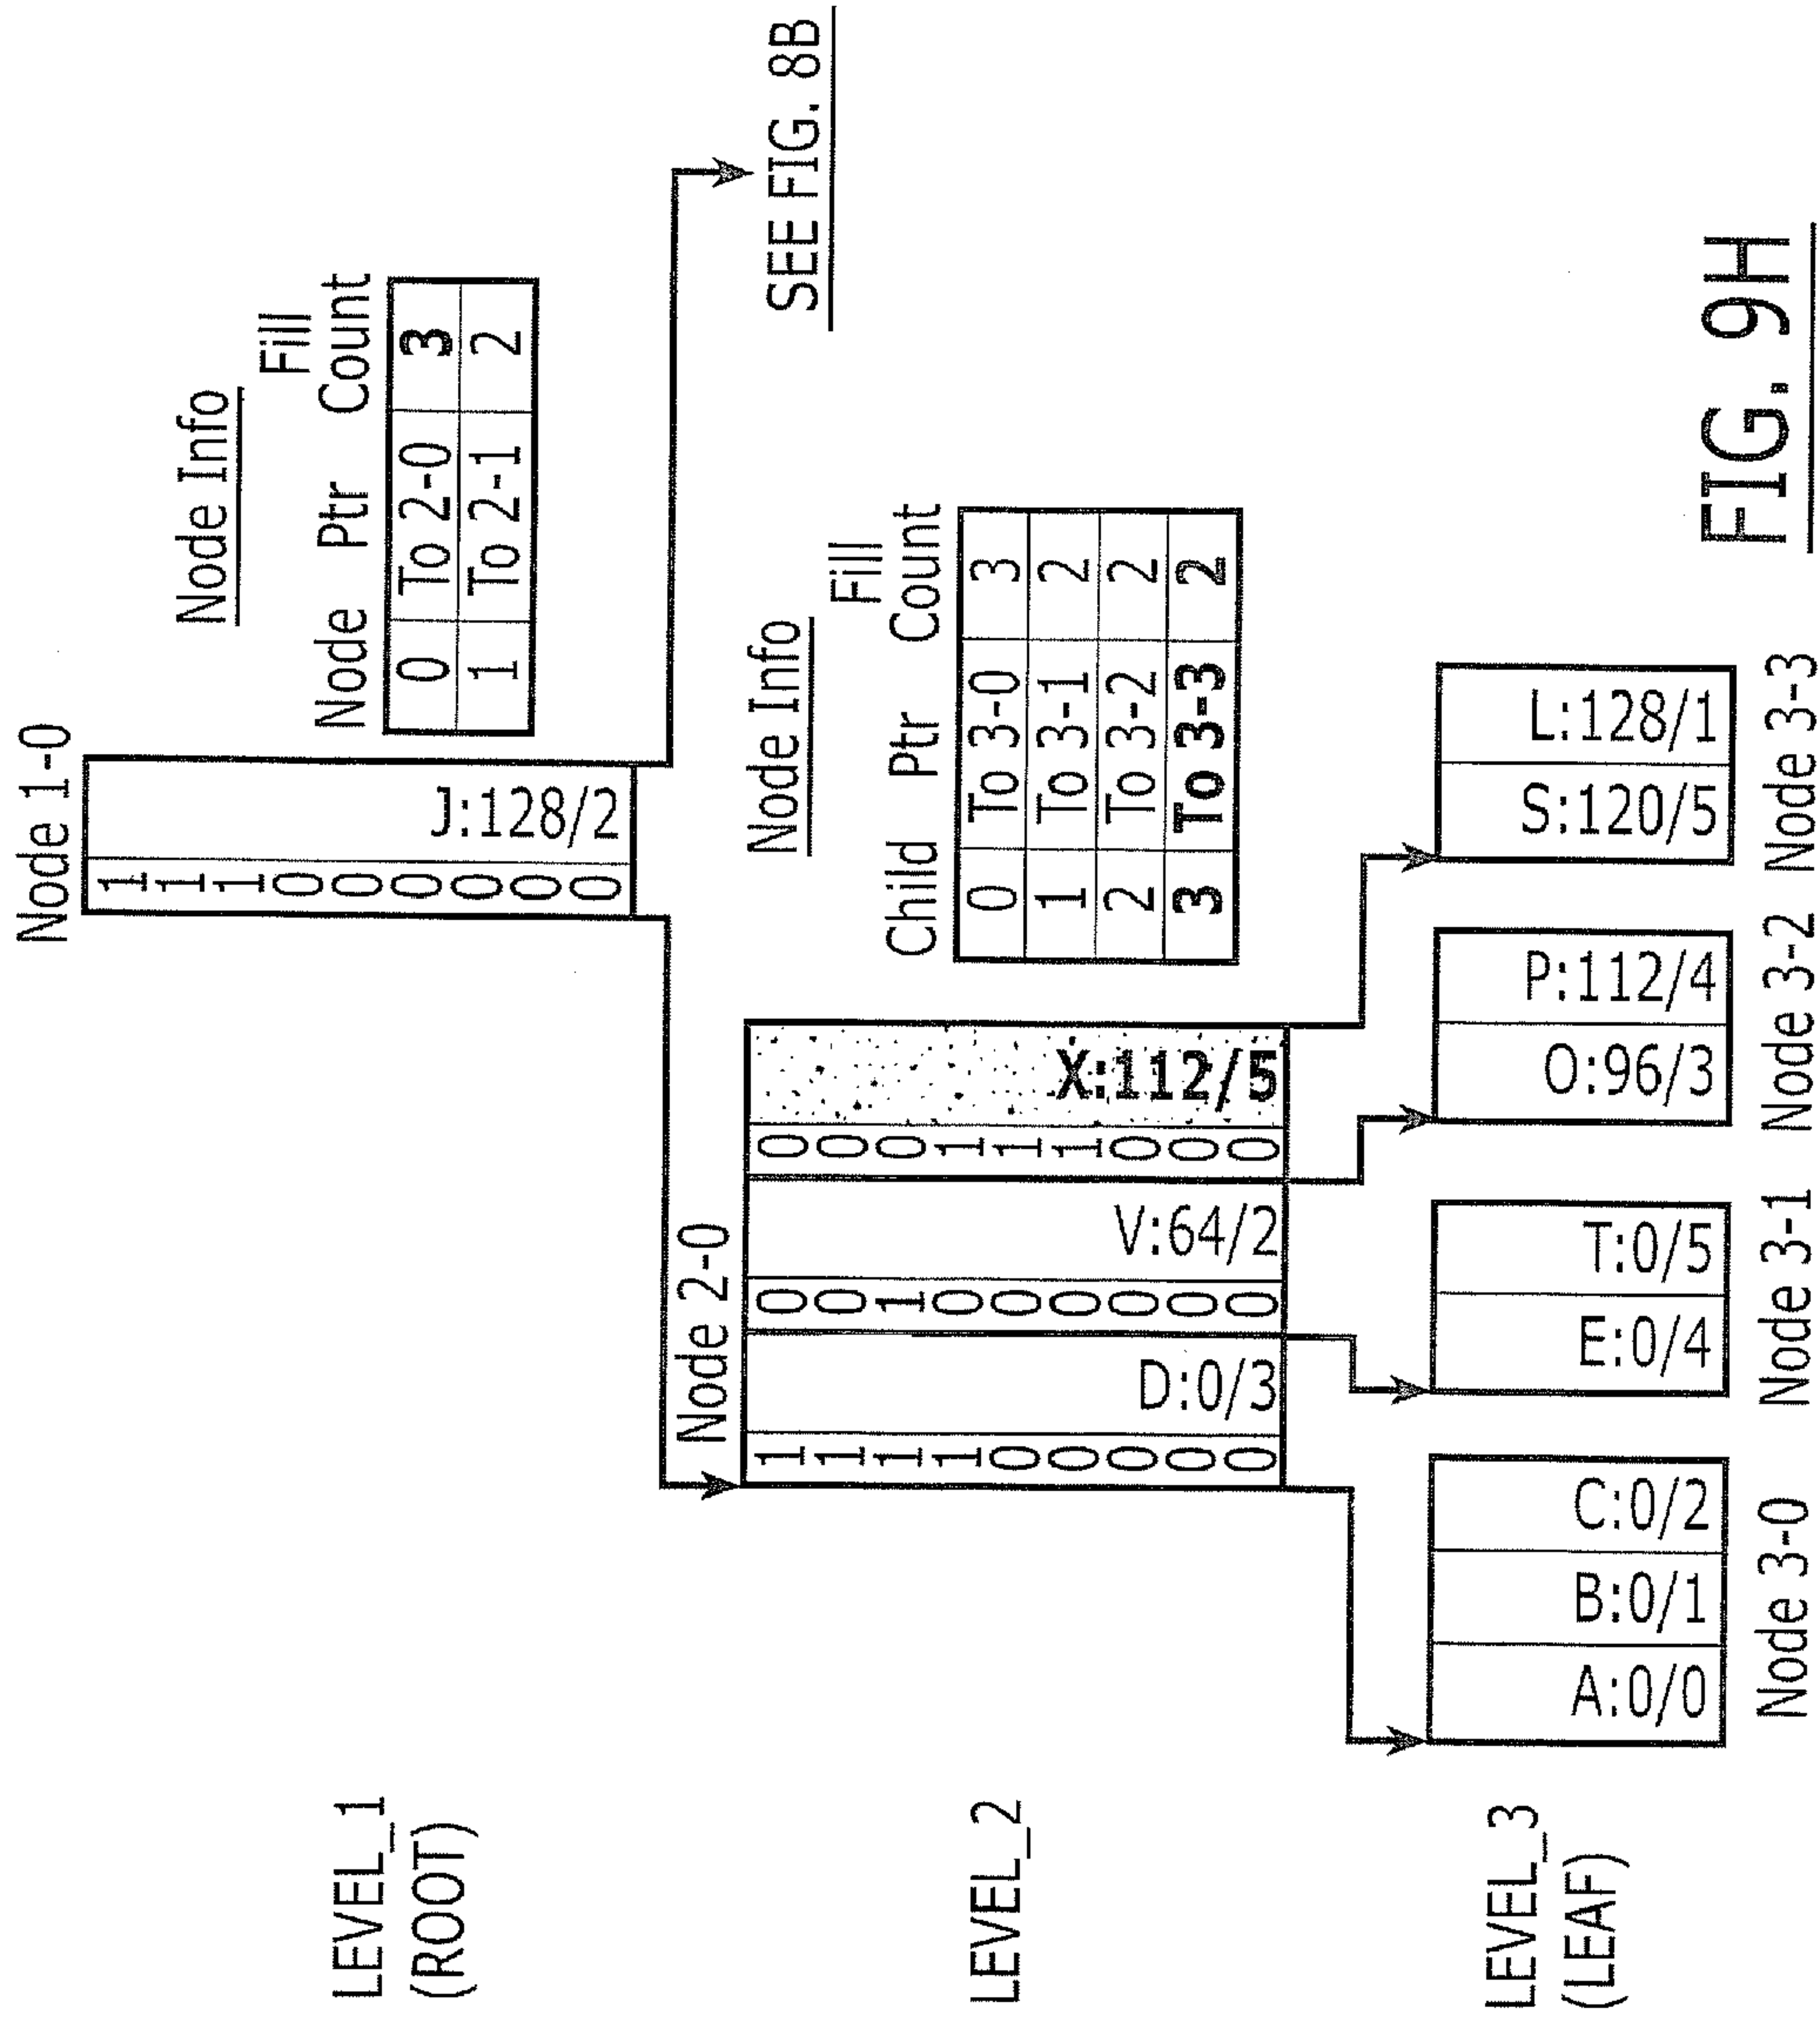 LEVEL_1
(ROOT)
Node 1-0
1 1 1 0 0 0 0 0 0
J:128/2
Node Info
Fill
Node Ptr Count
0 To 2-0 3
1 To 2-1 2
SEE FIG. 8B
LEVEL_2
Node 2-0
1 1 1 1 0 0 0 0 0
D:0/3
0 0 1 0 0 0 0 0 0
V:64/2
0 0 0 1 1 1 0 0 0
X:112/5
Node Info
Fill
Child Ptr Count
0 To 3-0 3
1 To 3-1 2
2 To 3-2 2
3 To 3-3 2
LEVEL_3
(LEAF)
A:0/0 B:0/1 C:0/2
Node 3-0
E:0/4 T:0/5
Node 3-1
O:96/3 P:112/4
Node 3-2
S:120/5 L:128/1
Node 3-3
FIG. 9H